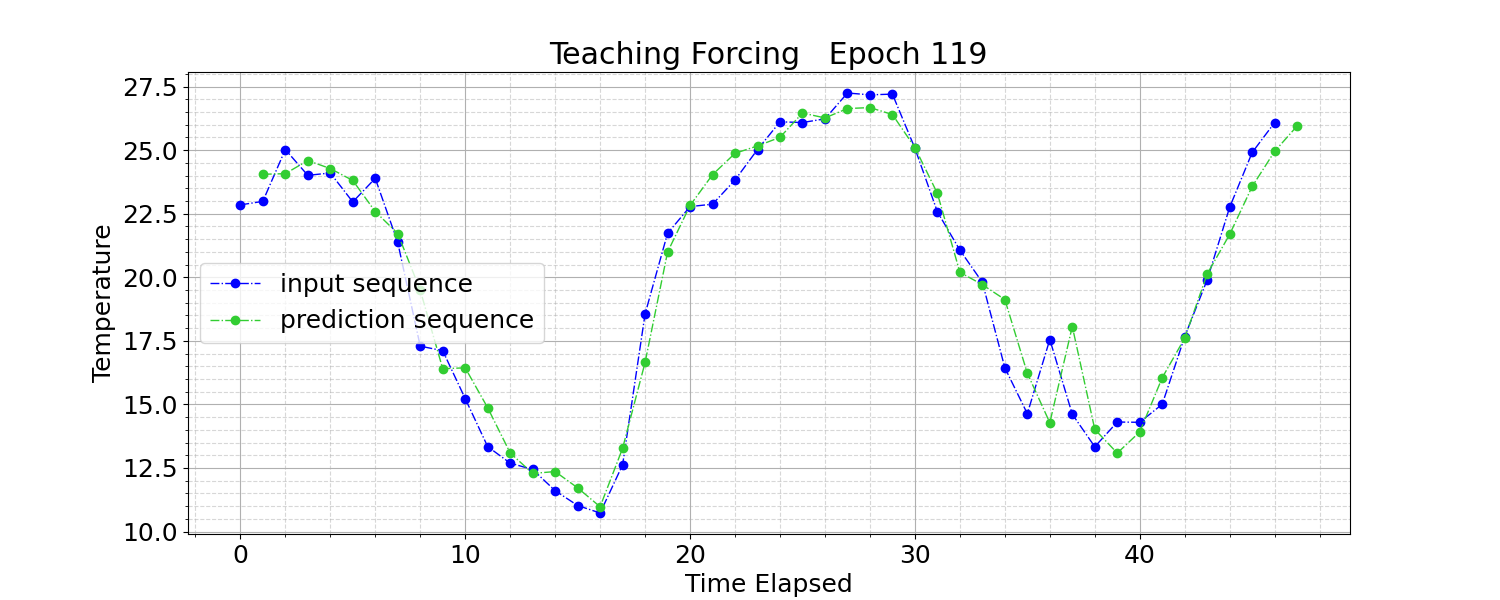 Teaching Forcing   Epoch 119
27.5
25.0
22.5
20.0
17.5
15.0
12.5
10.0
Temperature
input sequence
prediction sequence
0 10 20 30 40
Time Elapsed